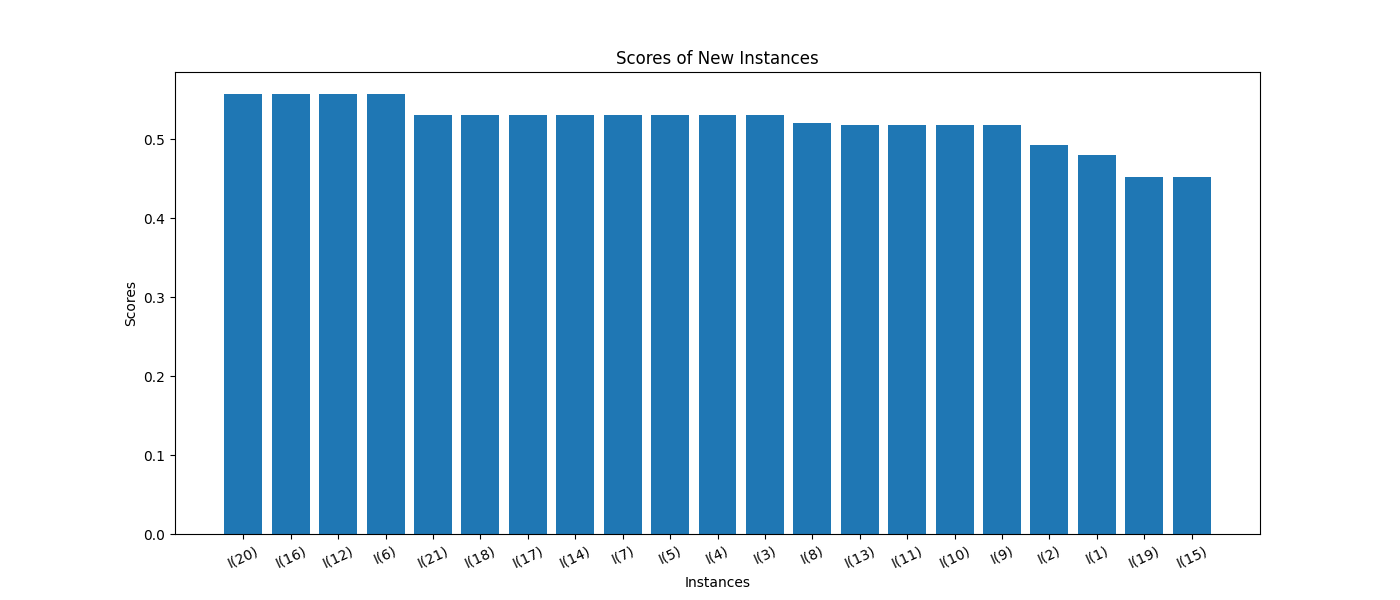 Scores of New Instances
Scores
0.5
0.4
0.3
0.2
0.1
0.0
I(20) I(16) I(12) I(6) I(21) I(18) I(17) I(14) I(7) I(5) I(4) I(3) I(8) I(13) I(11) I(10) I(9) I(2) I(1) I(19) I(15)
Instances